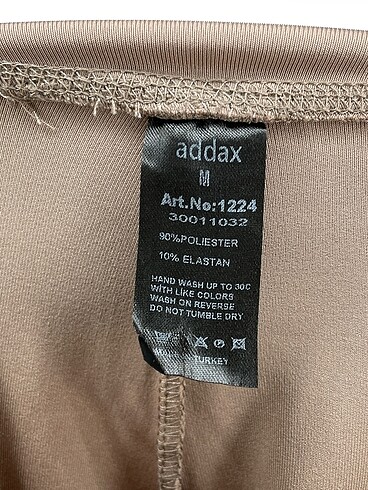 addax
M
Art.No:1224
30011032
90%POLIESTER
10% ELASTAN
HAND WASH UP TO 30C
WITH LIKE COLORS
WASH ON REVERSE
DO NOT TUMBLE DRY
TURKEY